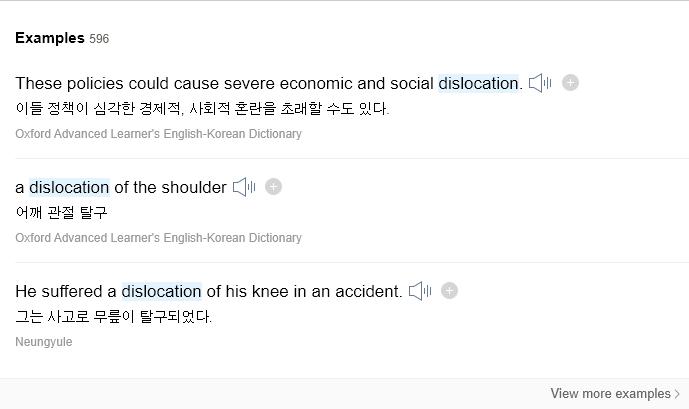 Examples 596
These policies could cause severe economic and social dislocation.
이들 정책이 심각한 경제적, 사회적 혼란을 초래할 수도 있다.
Oxford Advanced Learner's English-Korean Dictionary
a dislocation of the shoulder
어깨 관절 탈구
Oxford Advanced Learner's English-Korean Dictionary
He suffered a dislocation of his knee in an accident.
그는 사고로 무릎이 탈구되었다.
Neungyule
View more examples